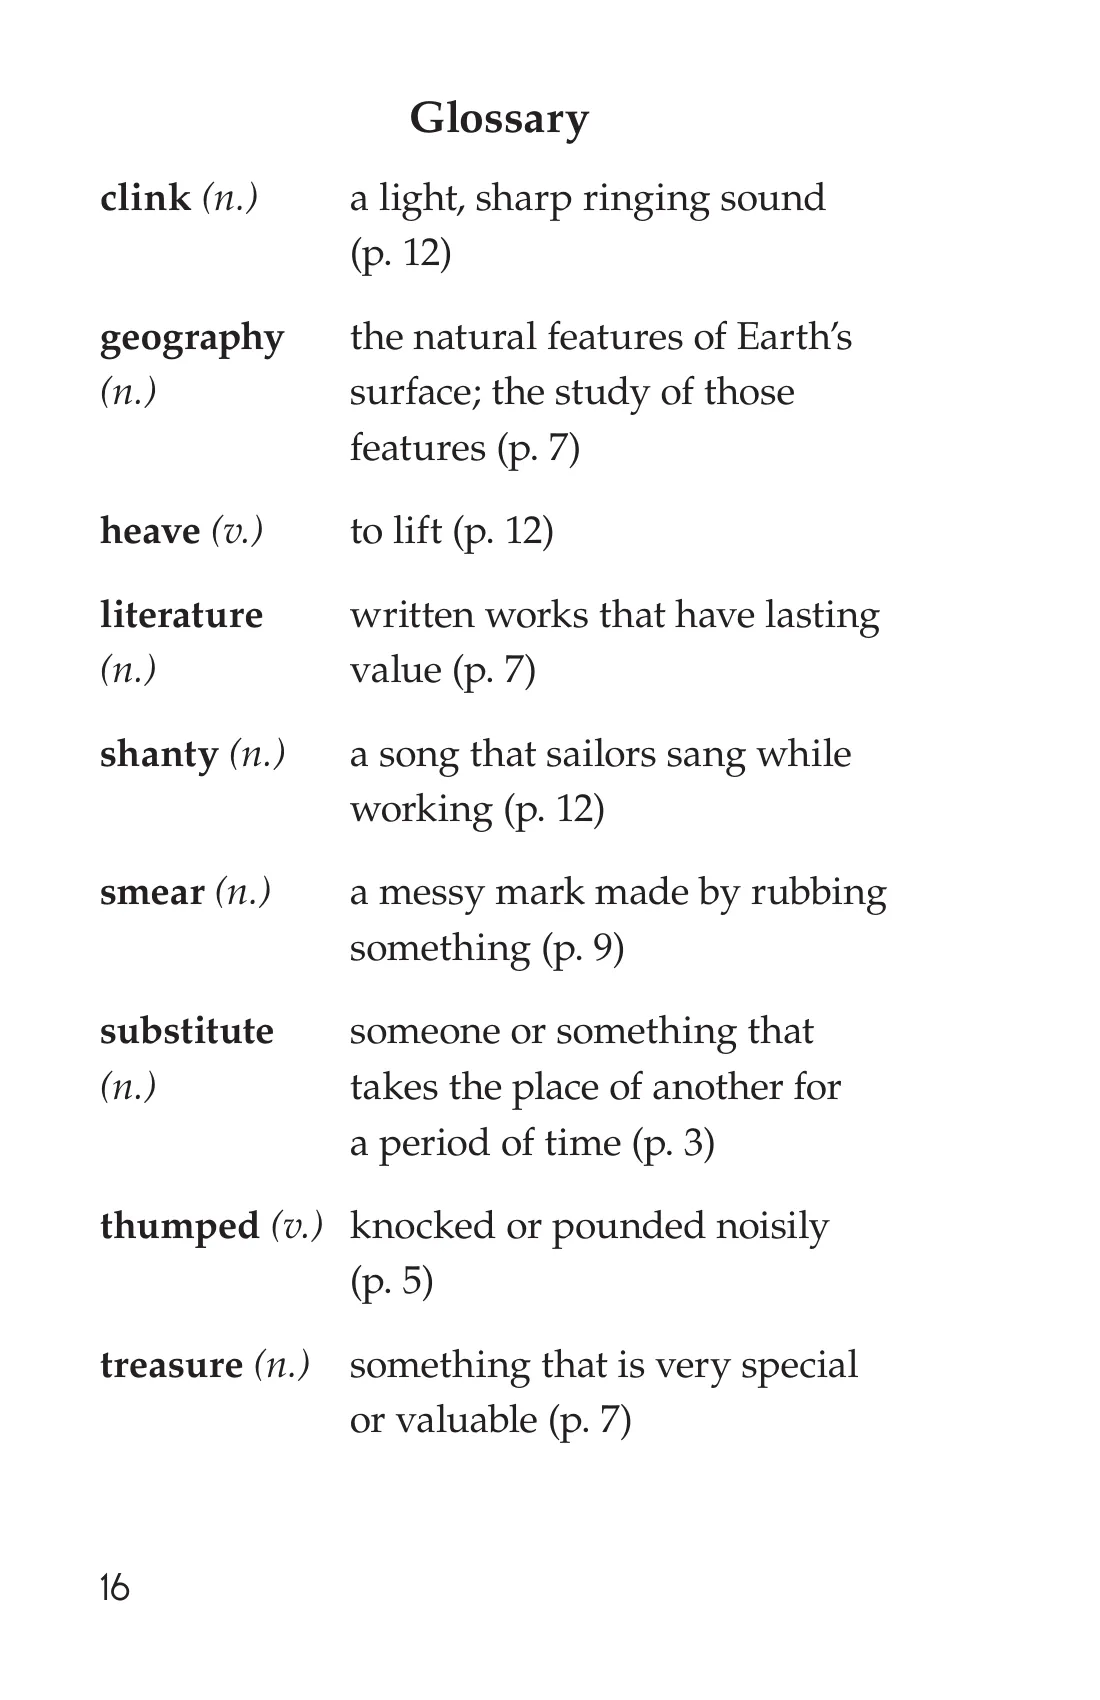 Glossary
clink (n.) a light, sharp ringing sound
(p. 12)
geography the natural features of Earth’s
(n.) surface; the study of those
features (p. 7)
heave (v.) to lift (p. 12)
literature written works that have lasting
(n.) value (p. 7)
shanty (n.) a song that sailors sang while
working (p. 12)
smear (n.) a messy mark made by rubbing
something (p. 9)
substitute someone or something that
(n.) takes the place of another for
a period of time (p. 3)
thumped (v.) knocked or pounded noisily
(p. 5)
treasure (n.) something that is very special
or valuable (p. 7)
16